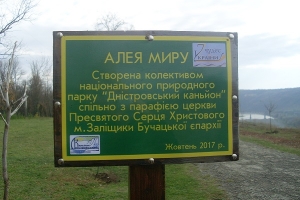 АЛЕЯ МИРУ
Створена колективом
національного природного
парку "Дністровський каньйон"
спільно з парафією церкви
Пресвятого Серця Христового
м.Заліщики Бучацької єпархії
Жовтень 2017 р.